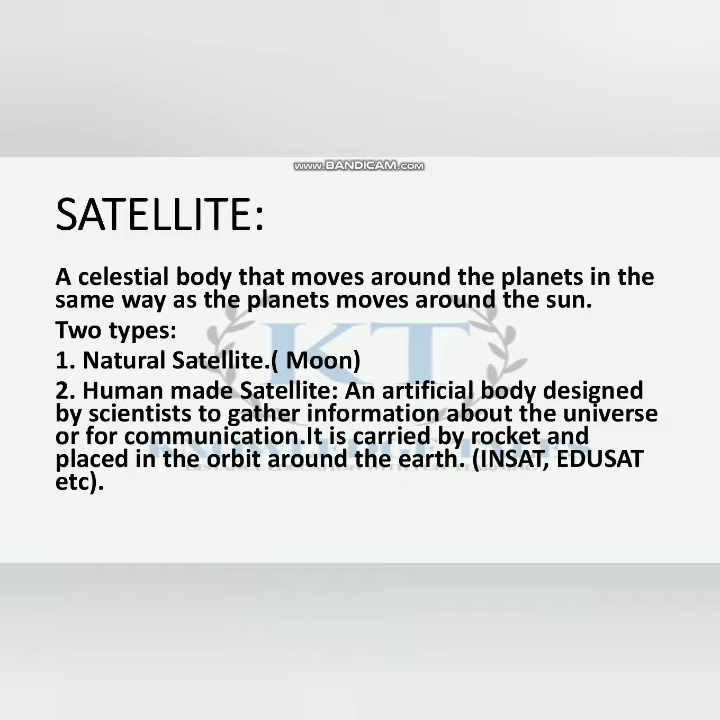 www.BANDICAM.COM
SATELLITE:
A celestial body that moves around the planets in the
same way as the planets moves around the sun.
Two types:
1. Natural Satellite.( Moon)
2. Human made Satellite: An artificial body designed
by scientists to gather information about the universe
or for communication.It is carried by rocket and
placed in the orbit around the earth. (INSAT, EDUSAT
etc).
KT